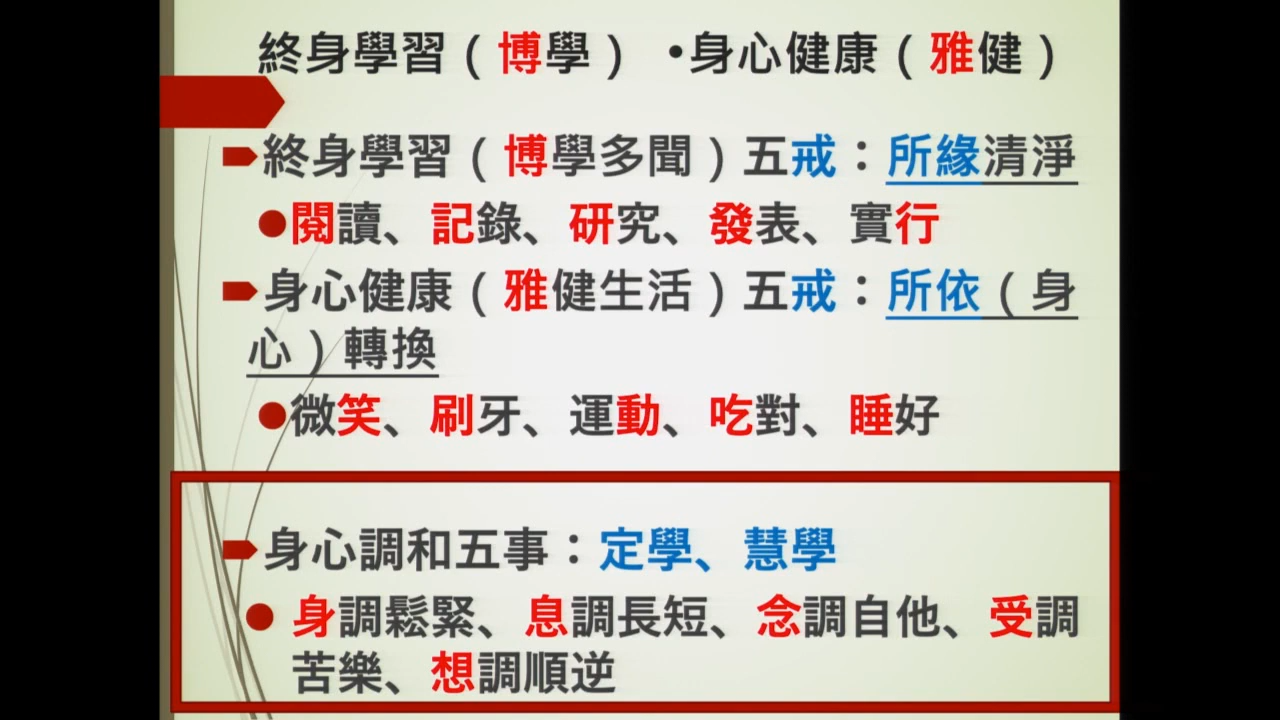 終身學習（博學） •身心健康（雅健）
終身學習（博學多聞）五戒：所緣清淨
●閱讀、記錄、研究、發表、實行
身心健康（雅健生活）五戒：所依（身
心）轉換
●微笑、刷牙、運動、吃對、睡好
身心調和五事：定學、慧學
● 身調鬆緊、息調長短、念調自他、受調
苦樂、想調順逆